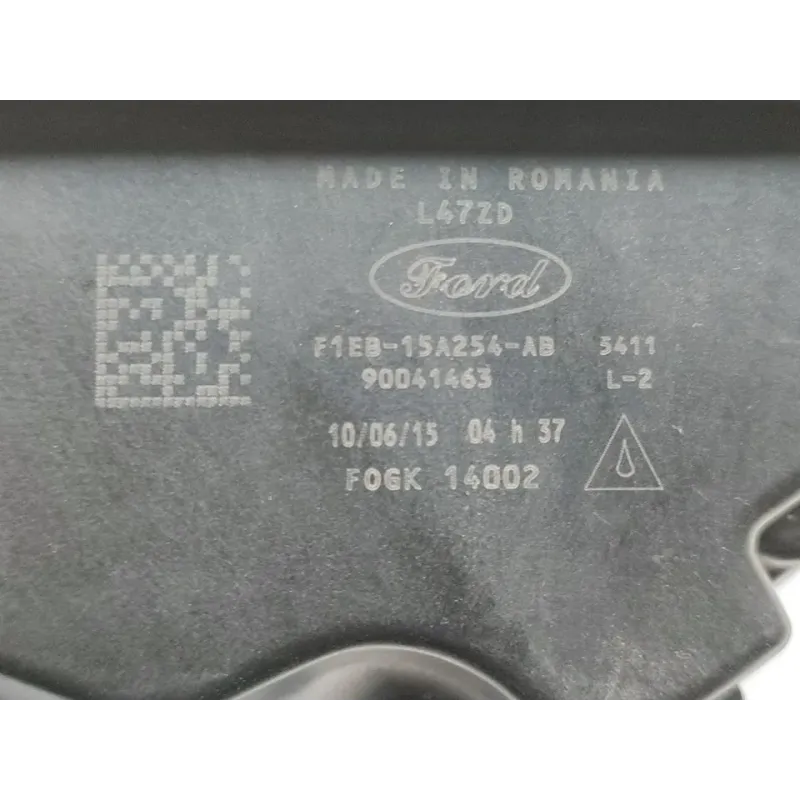 MADE IN ROMANIA
L47ZD
Ford
F1EB-15A254-AB 5411
90041463 L-2
10/06/15 04 h 37
FOGK 14002